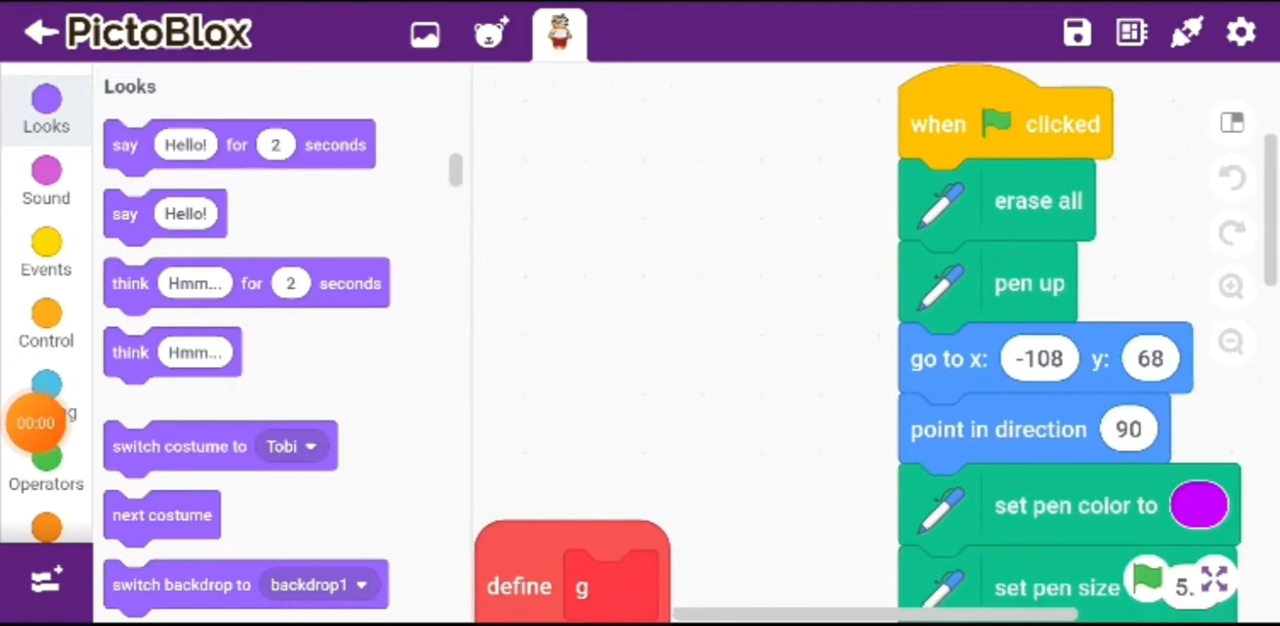 PictoBlox
Looks
Looks
say Hello! for 2 seconds
say Hello!
think Hmm... for 2 seconds
think Hmm...
switch costume to Tobi
next costume
switch backdrop to backdrop1
Sound
Events
Control
00:00
g
Operators
define g
when clicked
erase all
pen up
go to x: -108 y: 68
point in direction 90
set pen color to
set pen size 5.